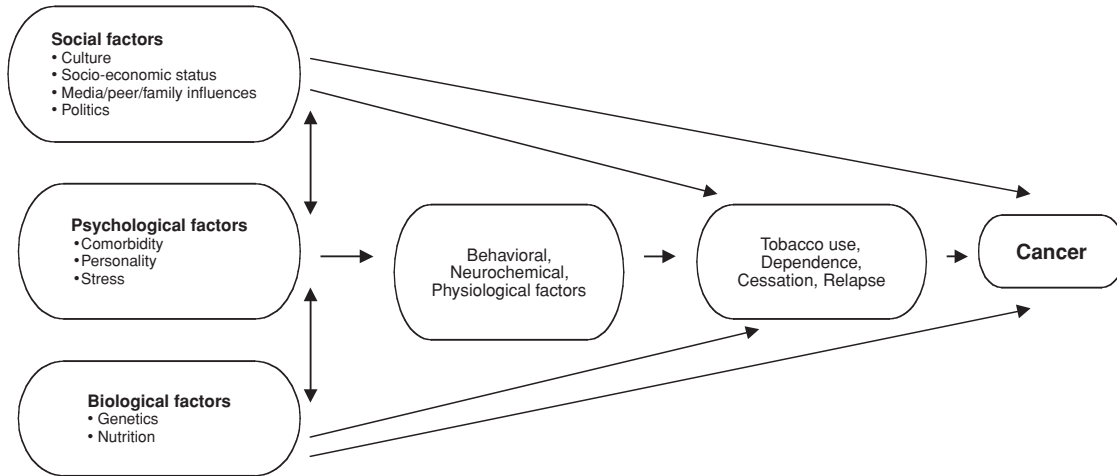 Social factors
• Culture
• Socio-economic status
• Media/peer/family influences
• Politics
Psychological factors
•Comorbidity
•Personality
•Stress
Biological factors
• Genetics
• Nutrition
Behavioral,
Neurochemical,
Physiological factors
Tobacco use,
Dependence,
Cessation, Relapse
Cancer